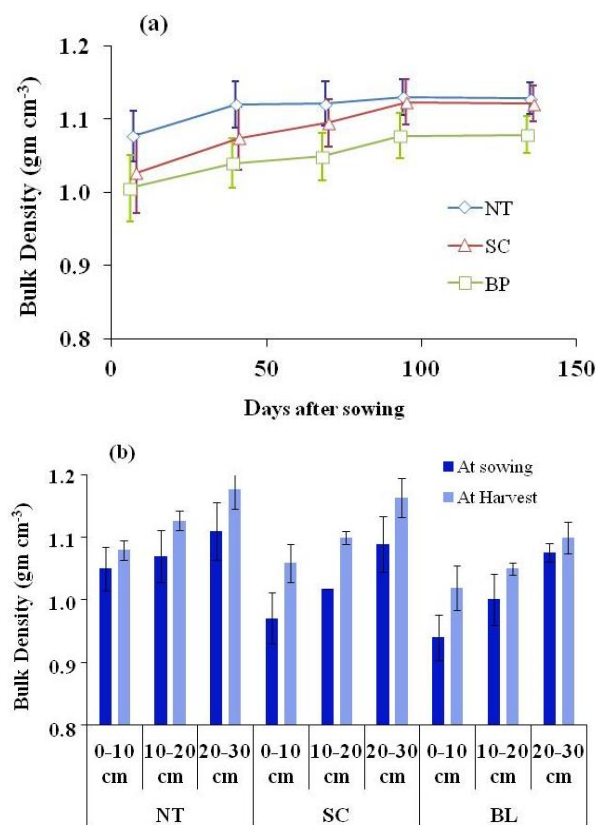 (a)
1.2
1.1
1.0
0.9
0.8
Bulk Density (gm cm⁻³)
NT
SC
BP
0 50 100 150
Days after sowing
(b)
At sowing
At Harvest
1.2
1.1
1.0
0.9
0.8
Bulk Density (gm cm⁻³)
0-10 10-20 20-30 0-10 10-20 20-30 0-10 10-20 20-30
cm cm cm cm cm cm cm cm cm
NT SC BL